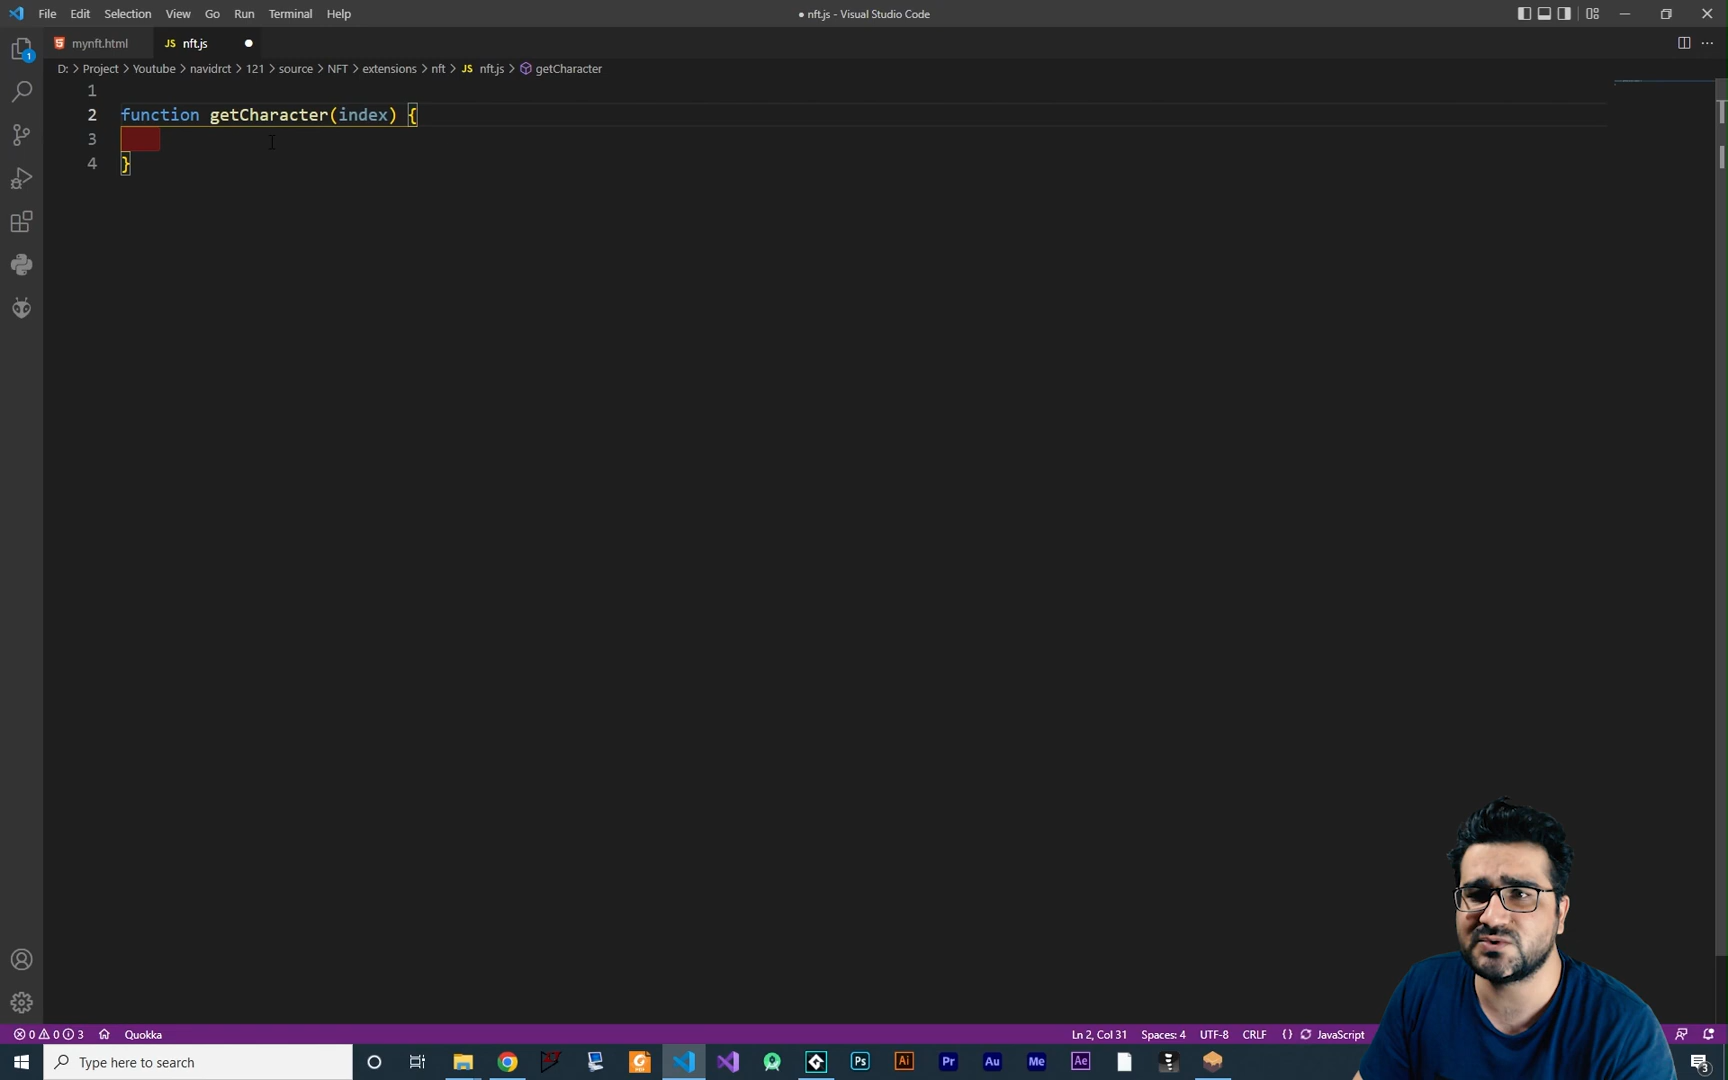 File Edit Selection View Go Run Terminal Help
● nft.js - Visual Studio Code
mynft.html JS nft.js ●
D: > Project > Youtube > navidrct > 121 > source > NFT > extensions > nft > JS nft.js > getCharacter
1
2 function getCharacter(index) {
3
4 }
1
0 0 3 Quokka
Ln 2, Col 31 Spaces: 4 UTF-8 CRLF {} JavaScript
Type here to search
Ps Ai Pr Au Me Ae
3